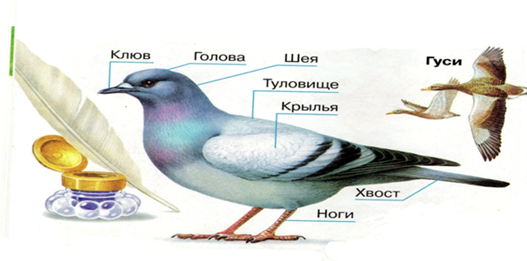 Клюв
Голова
Шея
Гуси
Туловище
Крылья
Хвост
Ноги